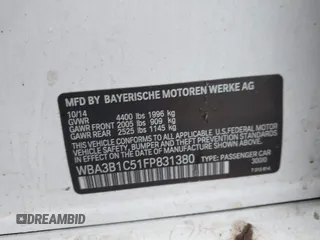 MFD BY BAYERISCHE MOTOREN WERKE AG
10/14
GVWR 4400 lbs 1996 kg
GAWR FRONT 2005 lbs 909 kg
GAWR REAR 2525 lbs 1145 kg
THIS VEHICLE CONFORMS TO ALL APPLICABLE
U.S. FEDERAL MOTOR VEHICLE SAFETY, BUMPER,
AND THEFT PREVENTION STANDARDS IN EFFECT ON
THE DATE OF MANUFACTURE SHOWN ABOVE.
WBA3B1C51FP831380 TYPE: PASSENGER CAR
DREAMBID